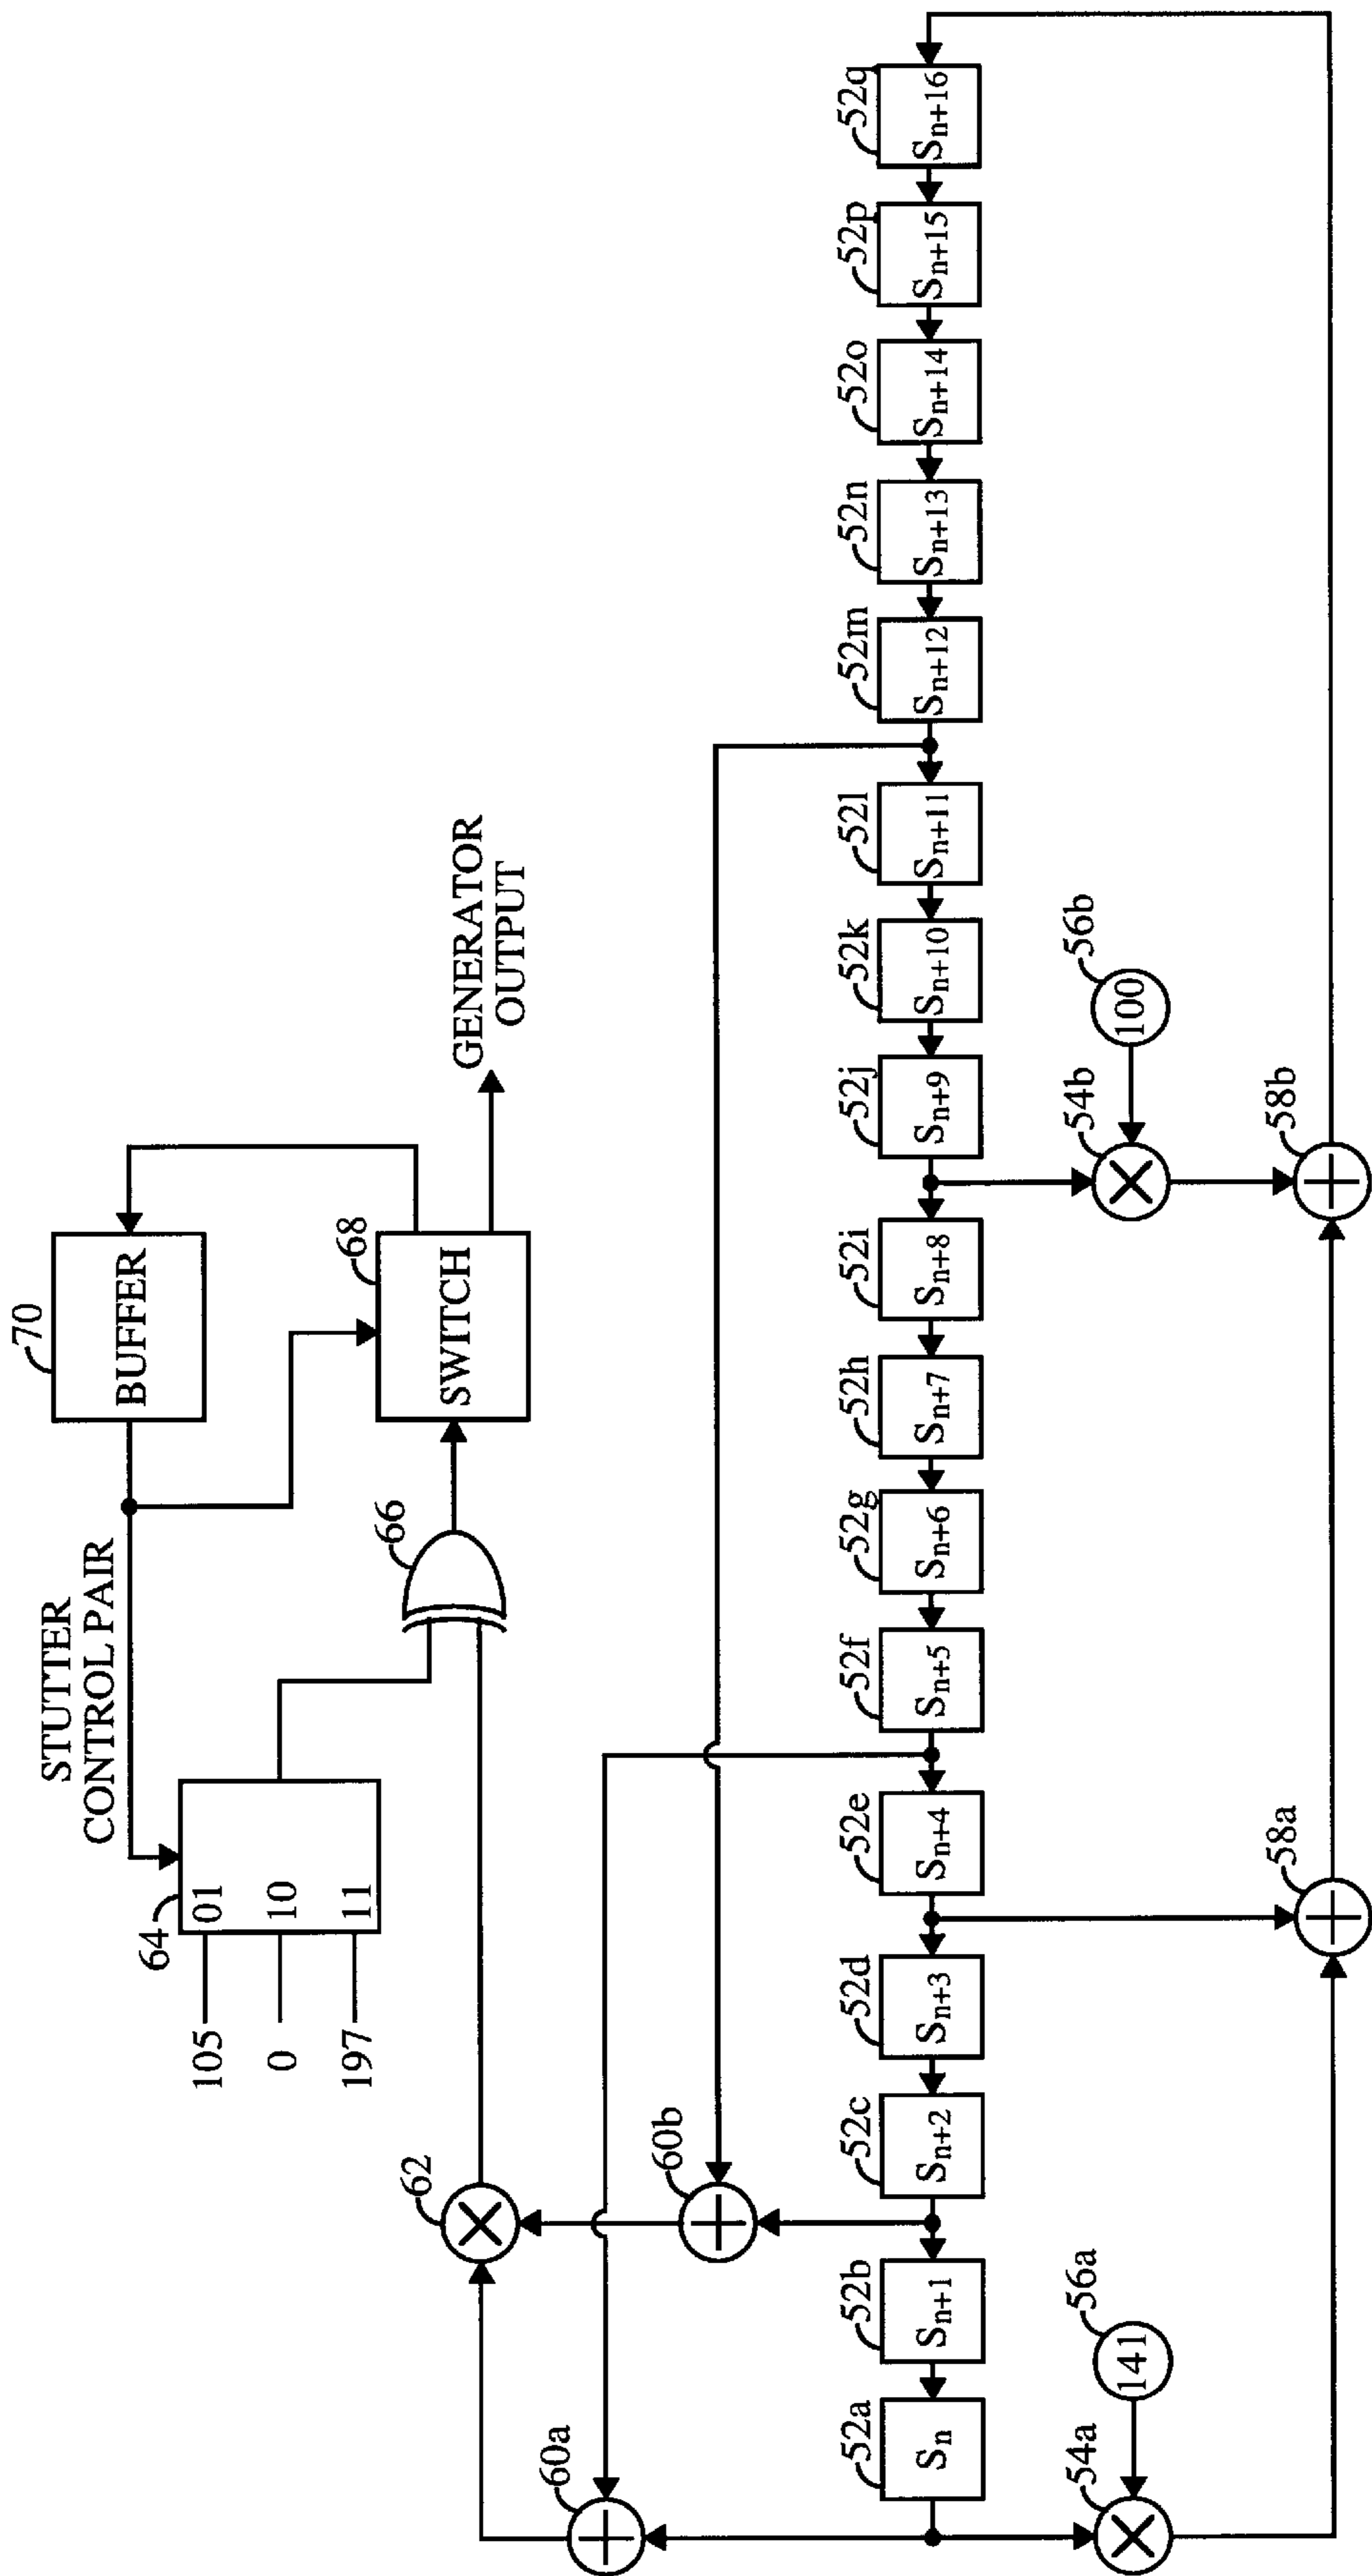 70
BUFFER
STUTTER
CONTROL PAIR
64
01
10
11
105
0
197
66
68
SWITCH
GENERATOR
OUTPUT
62
60a
60b
52a
Sn
52b
Sn+1
52c
Sn+2
52d
Sn+3
52e
Sn+4
52f
Sn+5
52g
Sn+6
52h
Sn+7
52i
Sn+8
52j
Sn+9
52k
Sn+10
52l
Sn+11
52m
Sn+12
52n
Sn+13
52o
Sn+14
52p
Sn+15
52q
Sn+16
54a
56a
141
54b
56b
100
58a
58b